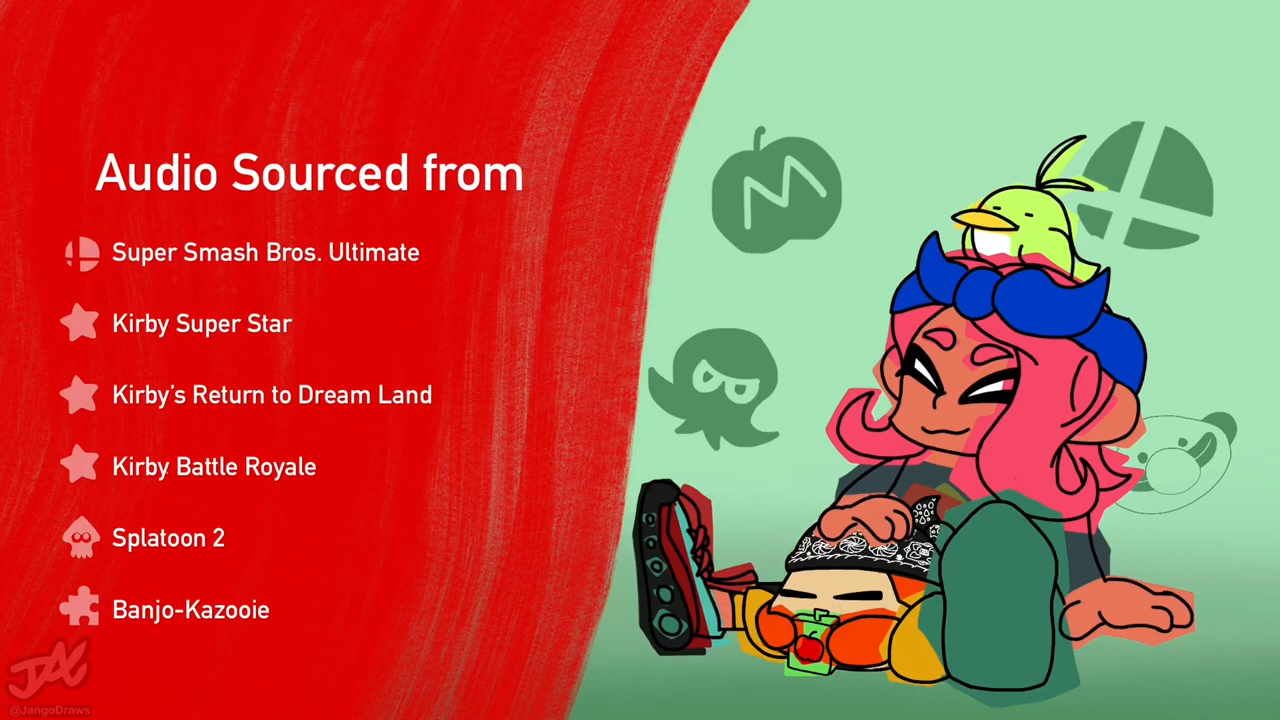 Audio Sourced from
Super Smash Bros. Ultimate
Kirby Super Star
Kirby’s Return to Dream Land
Kirby Battle Royale
Splatoon 2
Banjo-Kazooie
M
JAG
@JangoDraws